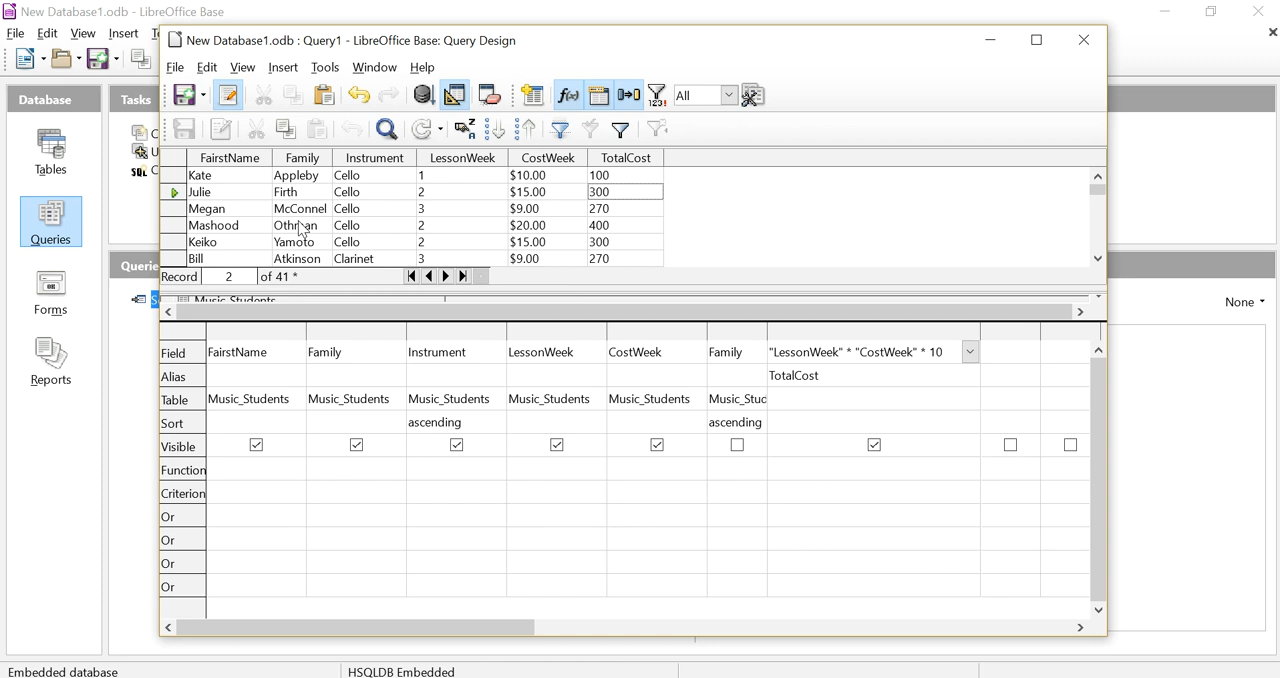 New Database1.odb - LibreOffice Base
File Edit View Insert
New Database1.odb : Query1 - LibreOffice Base: Query Design
File Edit View Insert Tools Window Help
All
Database
Tasks
Tables
Queries
Forms
Reports
SQL
None
FairstName Family Instrument LessonWeek CostWeek TotalCost
Kate Appleby Cello 1 $10.00 100
Julie Firth Cello 2 $15.00 300
Megan McConnel Cello 3 $9.00 270
Mashood Othman Cello 2 $20.00 400
Keiko Yamoto Cello 2 $15.00 300
Bill Atkinson Clarinet 3 $9.00 270
Record 2 of 41 *
Music_Students
Field FairstName Family Instrument LessonWeek CostWeek Family "LessonWeek" * "CostWeek" * 10
Alias TotalCost
Table Music_Students Music_Students Music_Students Music_Students Music_Students Music_Stud
Sort ascending ascending
Visible
Function
Criterion
Or
Or
Or
Or
Embedded database HSQLDB Embedded